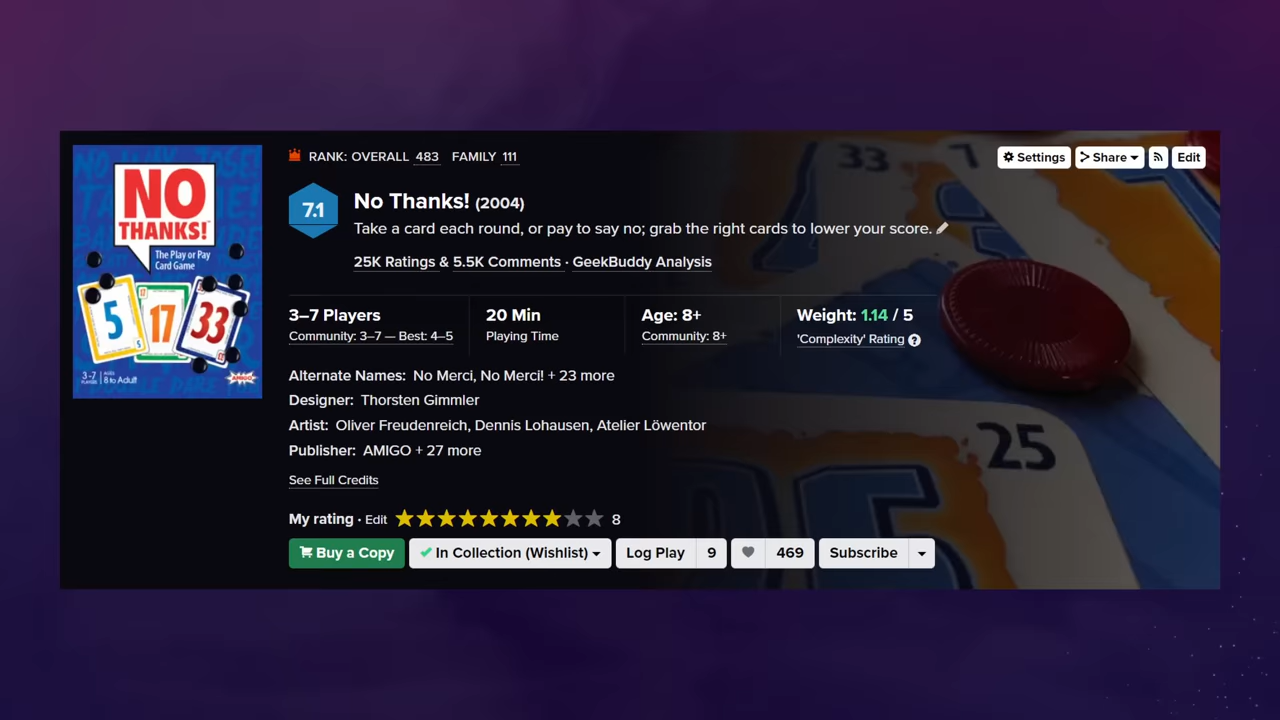 RANK: OVERALL 483 FAMILY 111
Settings Share Edit
7.1
No Thanks! (2004)
Take a card each round, or pay to say no; grab the right cards to lower your score.
25K Ratings & 5.5K Comments · GeekBuddy Analysis
3–7 Players
Community: 3–7 — Best: 4–5
20 Min
Playing Time
Age: 8+
Community: 8+
Weight: 1.14 / 5
'Complexity' Rating ?
Alternate Names: No Merci, No Merci! + 23 more
Designer: Thorsten Gimmler
Artist: Oliver Freudenreich, Dennis Lohausen, Atelier Löwentor
Publisher: AMIGO + 27 more
See Full Credits
My rating · Edit 8
Buy a Copy
In Collection (Wishlist)
Log Play 9
469
Subscribe
NO
THANKS!
The Play or Pay
Card Game
5
17
33
3-7
PLAYERS
AGES
8 to Adult
AMIGO
33
7
25